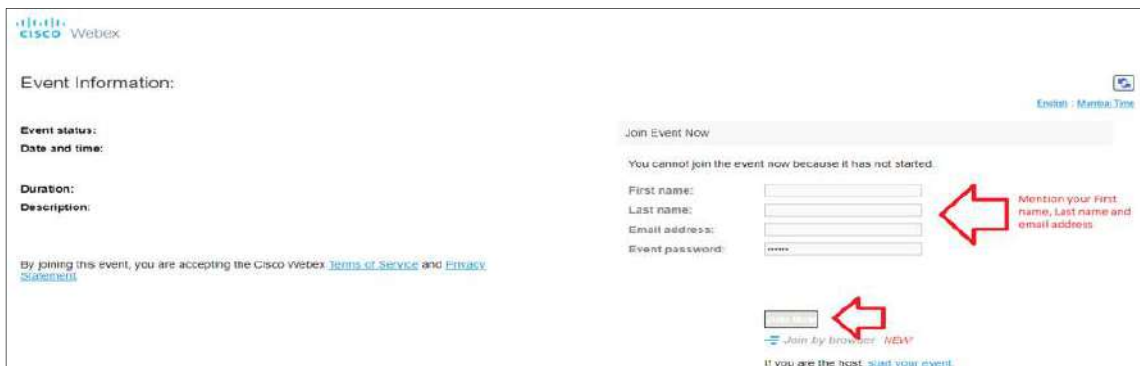 CISCO Webex
Event Information:
English : Mumbai Time
Event status:
Date and time:
Duration:
Description:
By joining this event, you are accepting the Cisco Webex Terms of Service and Privacy
Statement
Join Event Now
You cannot join the event now because it has not started.
First name:
Last name:
Email address:
Event password:
Mention your First
name, Last name and
email address
Join Now
Join by browser NEW!
If you are the host, start your event.